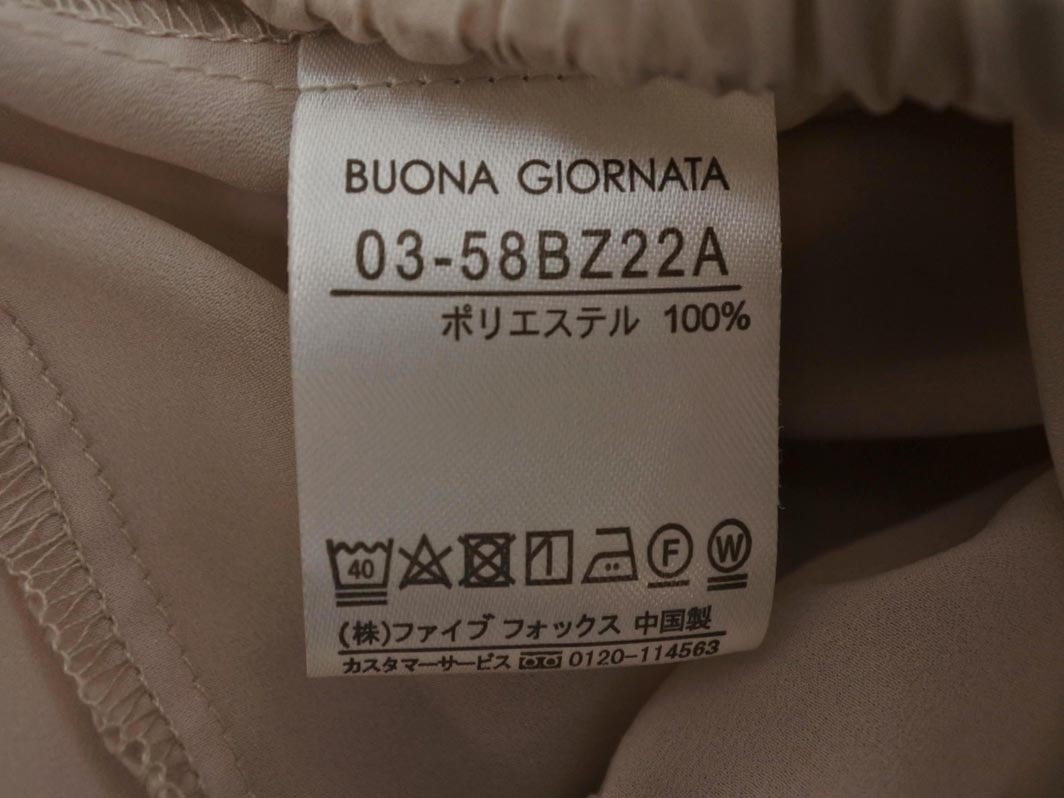 BUONA GIORNATA
03-58BZ22A
ポリエステル 100%
40 F W
(株)ファイブ フォックス 中国製
カスタマーサービス 0120-114563